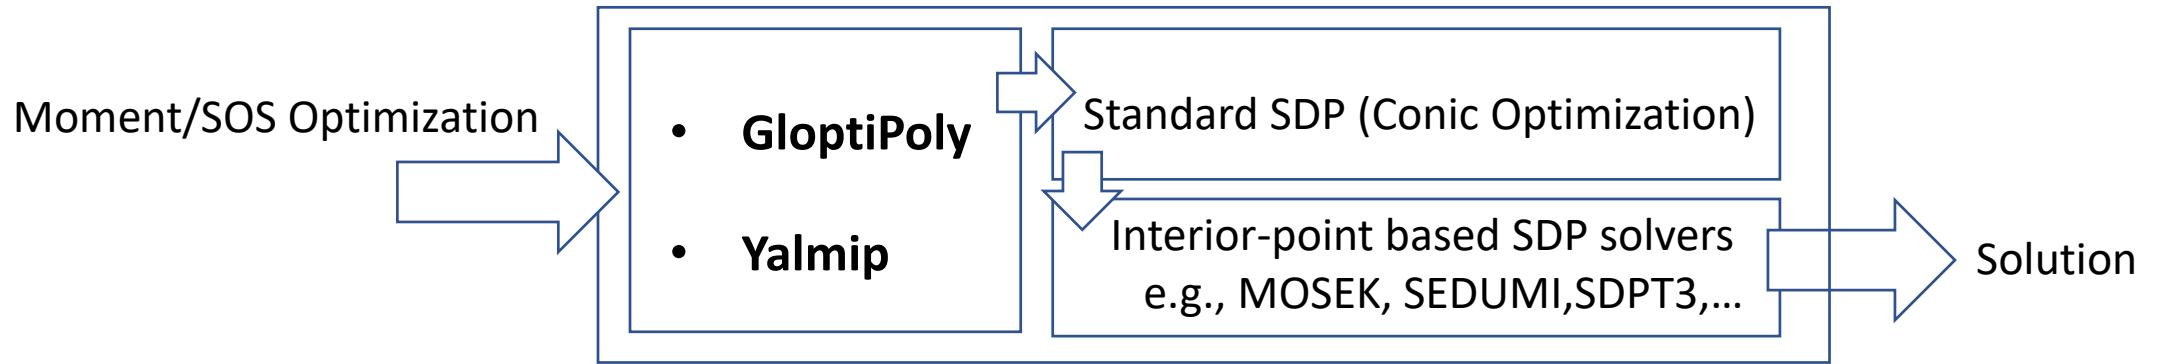 Moment/SOS Optimization
• GloptiPoly
• Yalmip
Standard SDP (Conic Optimization)
Interior-point based SDP solvers
e.g., MOSEK, SEDUMI,SDPT3,…
Solution